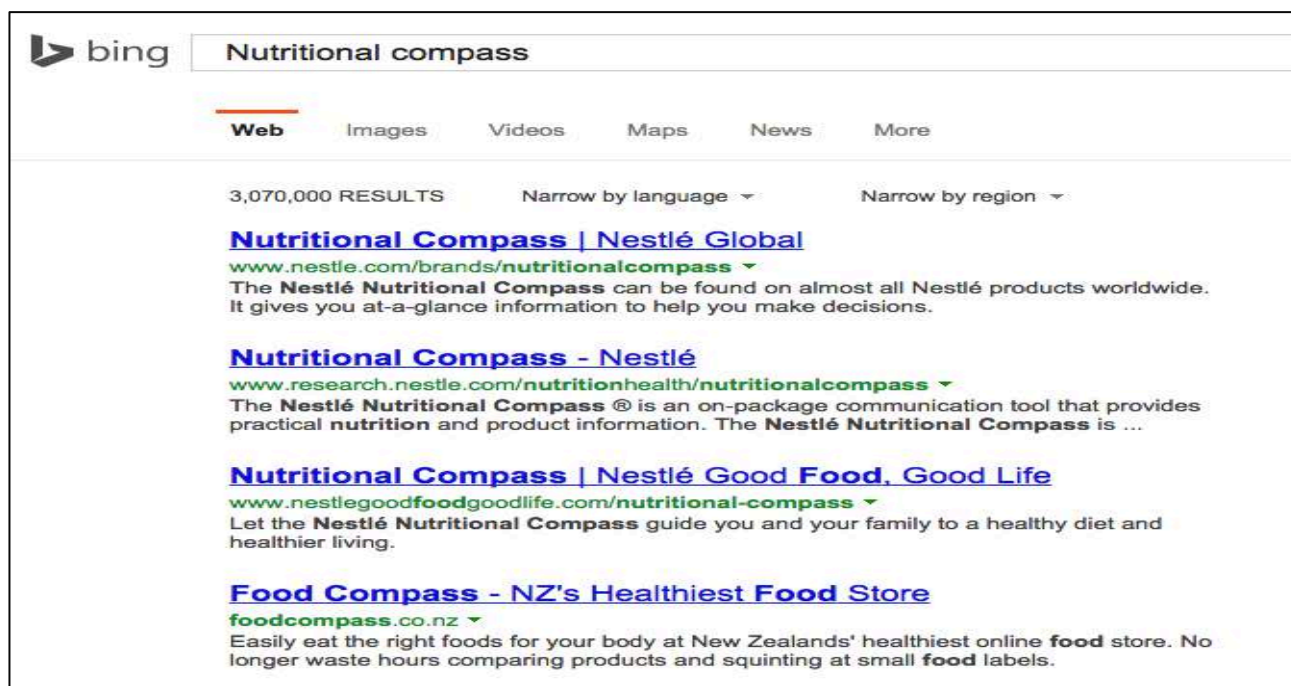 bing
Nutritional compass
Web Images Videos Maps News More
3,070,000 RESULTS Narrow by language Narrow by region
Nutritional Compass | Nestlé Global
www.nestle.com/brands/nutritionalcompass
The Nestlé Nutritional Compass can be found on almost all Nestlé products worldwide.
It gives you at-a-glance information to help you make decisions.
Nutritional Compass - Nestlé
www.research.nestle.com/nutritionhealth/nutritionalcompass
The Nestlé Nutritional Compass ® is an on-package communication tool that provides
practical nutrition and product information. The Nestlé Nutritional Compass is ...
Nutritional Compass | Nestlé Good Food, Good Life
www.nestlegoodfoodgoodlife.com/nutritional-compass
Let the Nestlé Nutritional Compass guide you and your family to a healthy diet and
healthier living.
Food Compass - NZ's Healthiest Food Store
foodcompass.co.nz
Easily eat the right foods for your body at New Zealands' healthiest online food store. No
longer waste hours comparing products and squinting at small food labels.